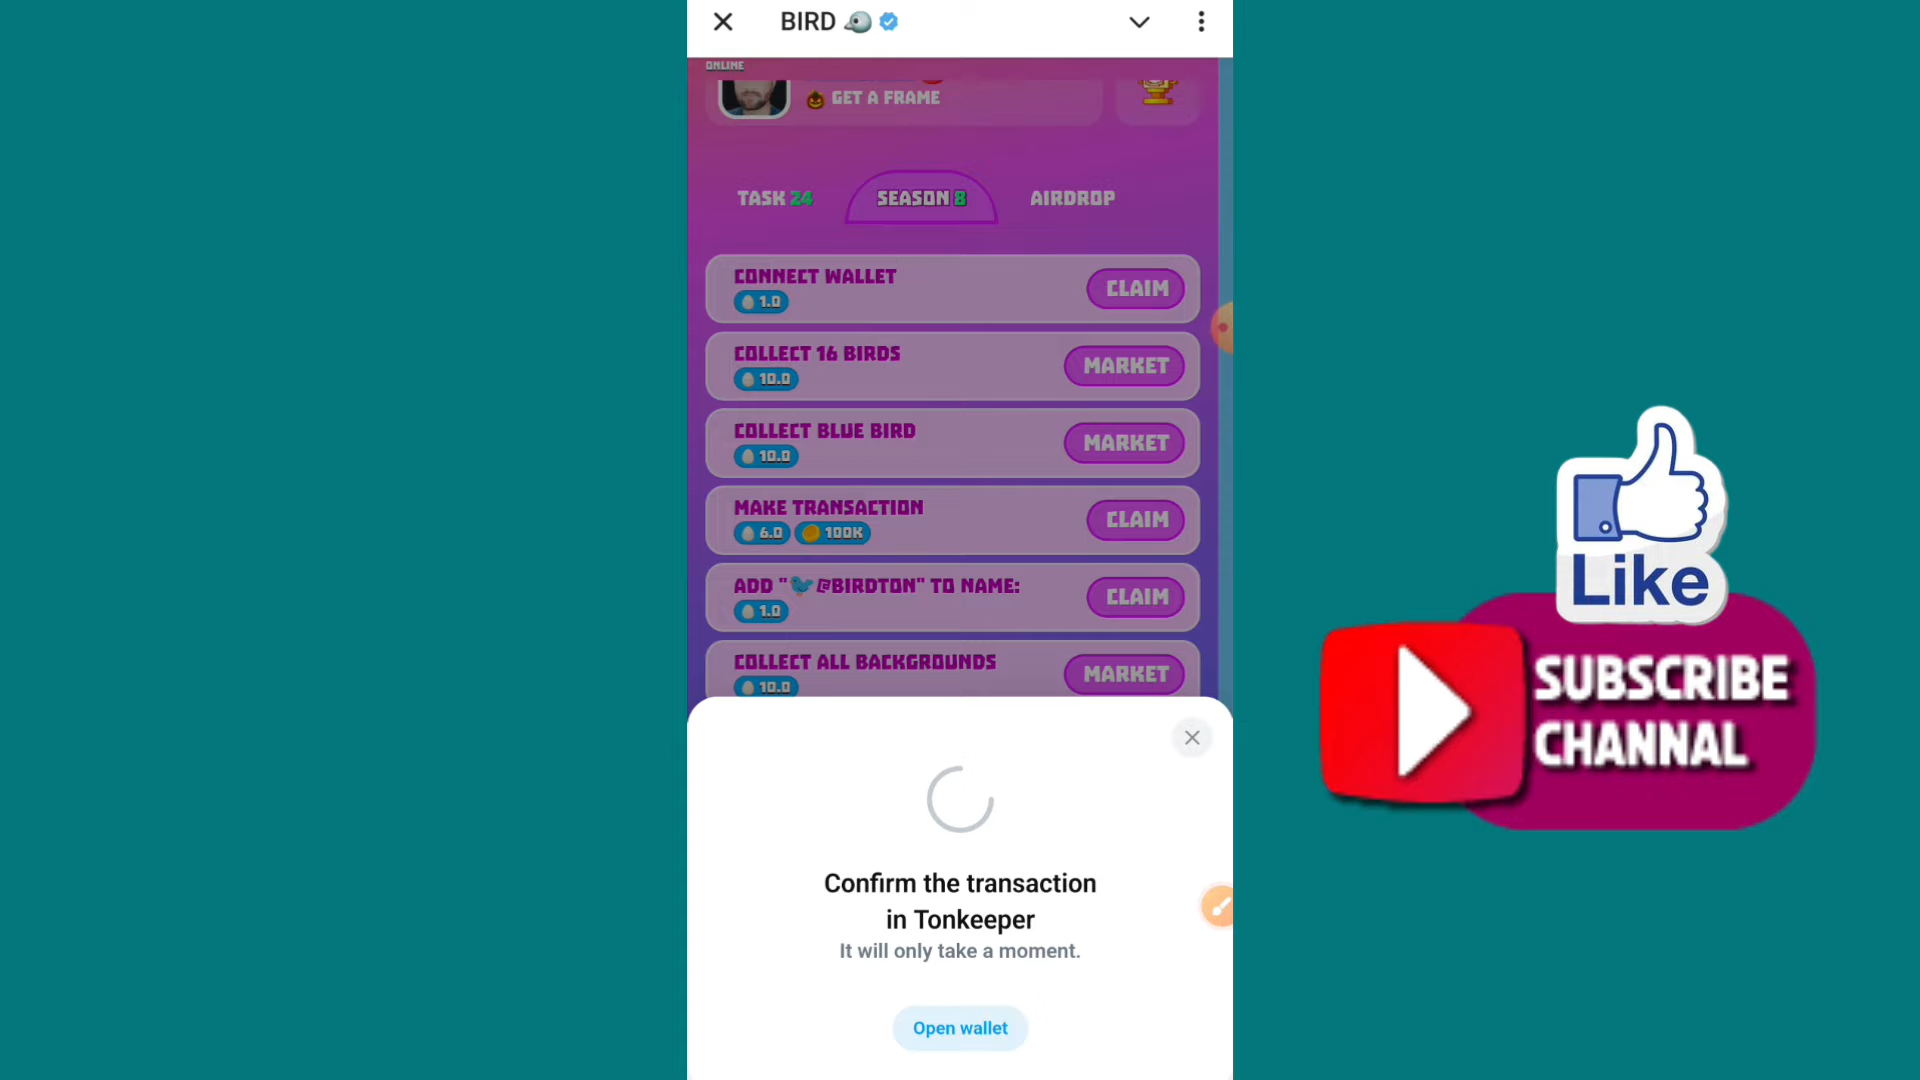 BIRD
ONLINE
GET A FRAME
TASK 24
SEASON 8
AIRDROP
CONNECT WALLET
1.0
CLAIM
COLLECT 16 BIRDS
10.0
MARKET
COLLECT BLUE BIRD
10.0
MARKET
MAKE TRANSACTION
6.0 100K
CLAIM
ADD "🐦@BIRDTON" TO NAME:
1.0
CLAIM
COLLECT ALL BACKGROUNDS
10.0
MARKET
Confirm the transaction
in Tonkeeper
It will only take a moment.
Open wallet
Like
SUBSCRIBE
CHANNAL